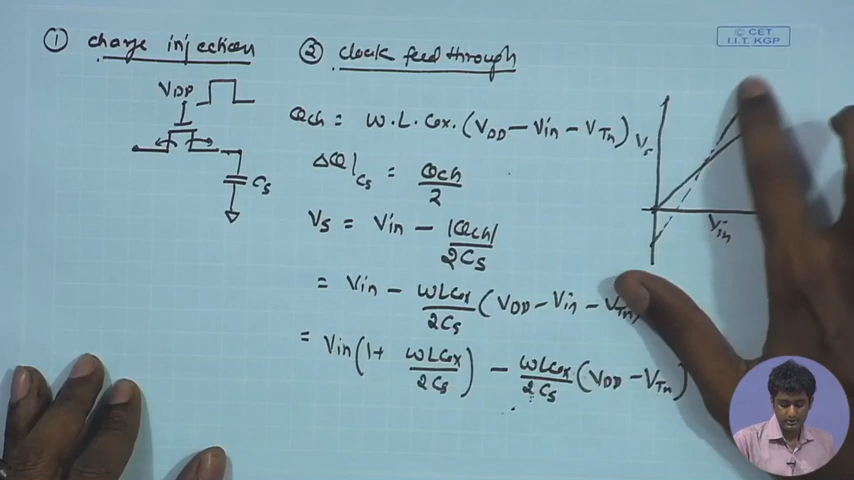 ① charge injection ② clock feed through
© CET
I.I.T. KGP
VDD
Qch = W.L.Cox.(VDD - Vin - VTn)
Vs
ΔQ|Cs = Qch/2
Cs
Vs = Vin - |Qch|/2Cs
Vin
= Vin - WLCox/2Cs (VDD - Vin - VTn)
= Vin(1 + WLCox/2Cs) - WLCox/2Cs (VDD - VTn)